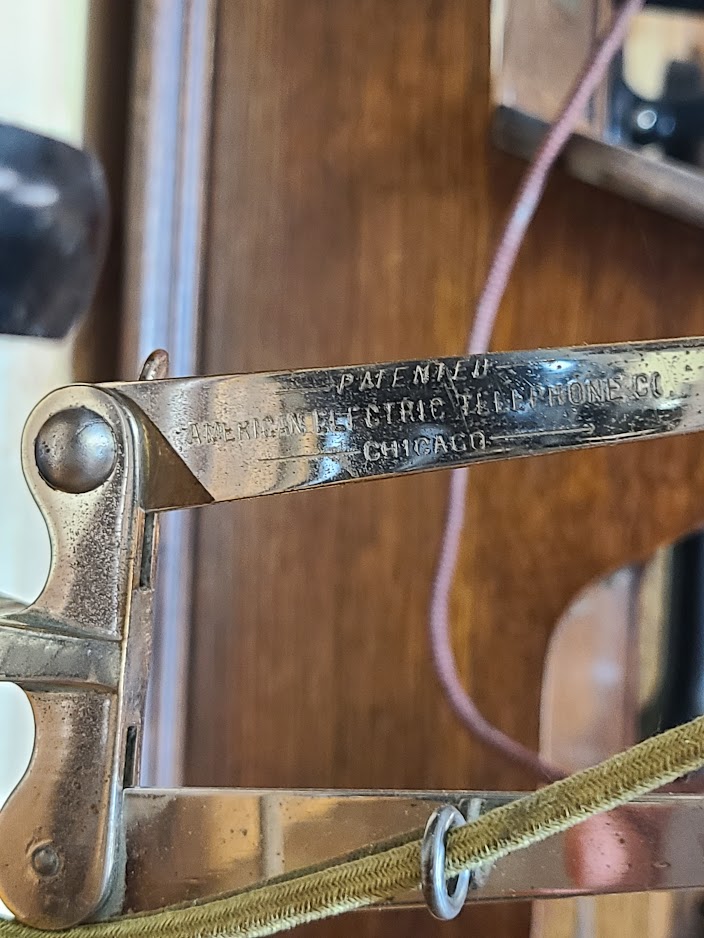 PATENTED
AMERICAN ELECTRIC TELEPHONE CO
CHICAGO